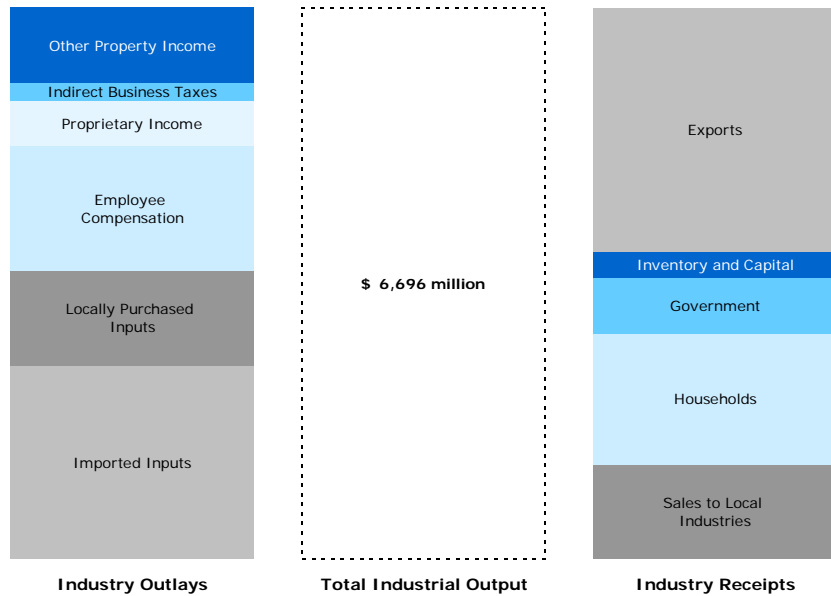 Other Property Income
Indirect Business Taxes
Proprietary Income
Employee
Compensation
Locally Purchased
Inputs
Imported Inputs
Industry Outlays
$ 6,696 million
Total Industrial Output
Exports
Inventory and Capital
Government
Households
Sales to Local
Industries
Industry Receipts